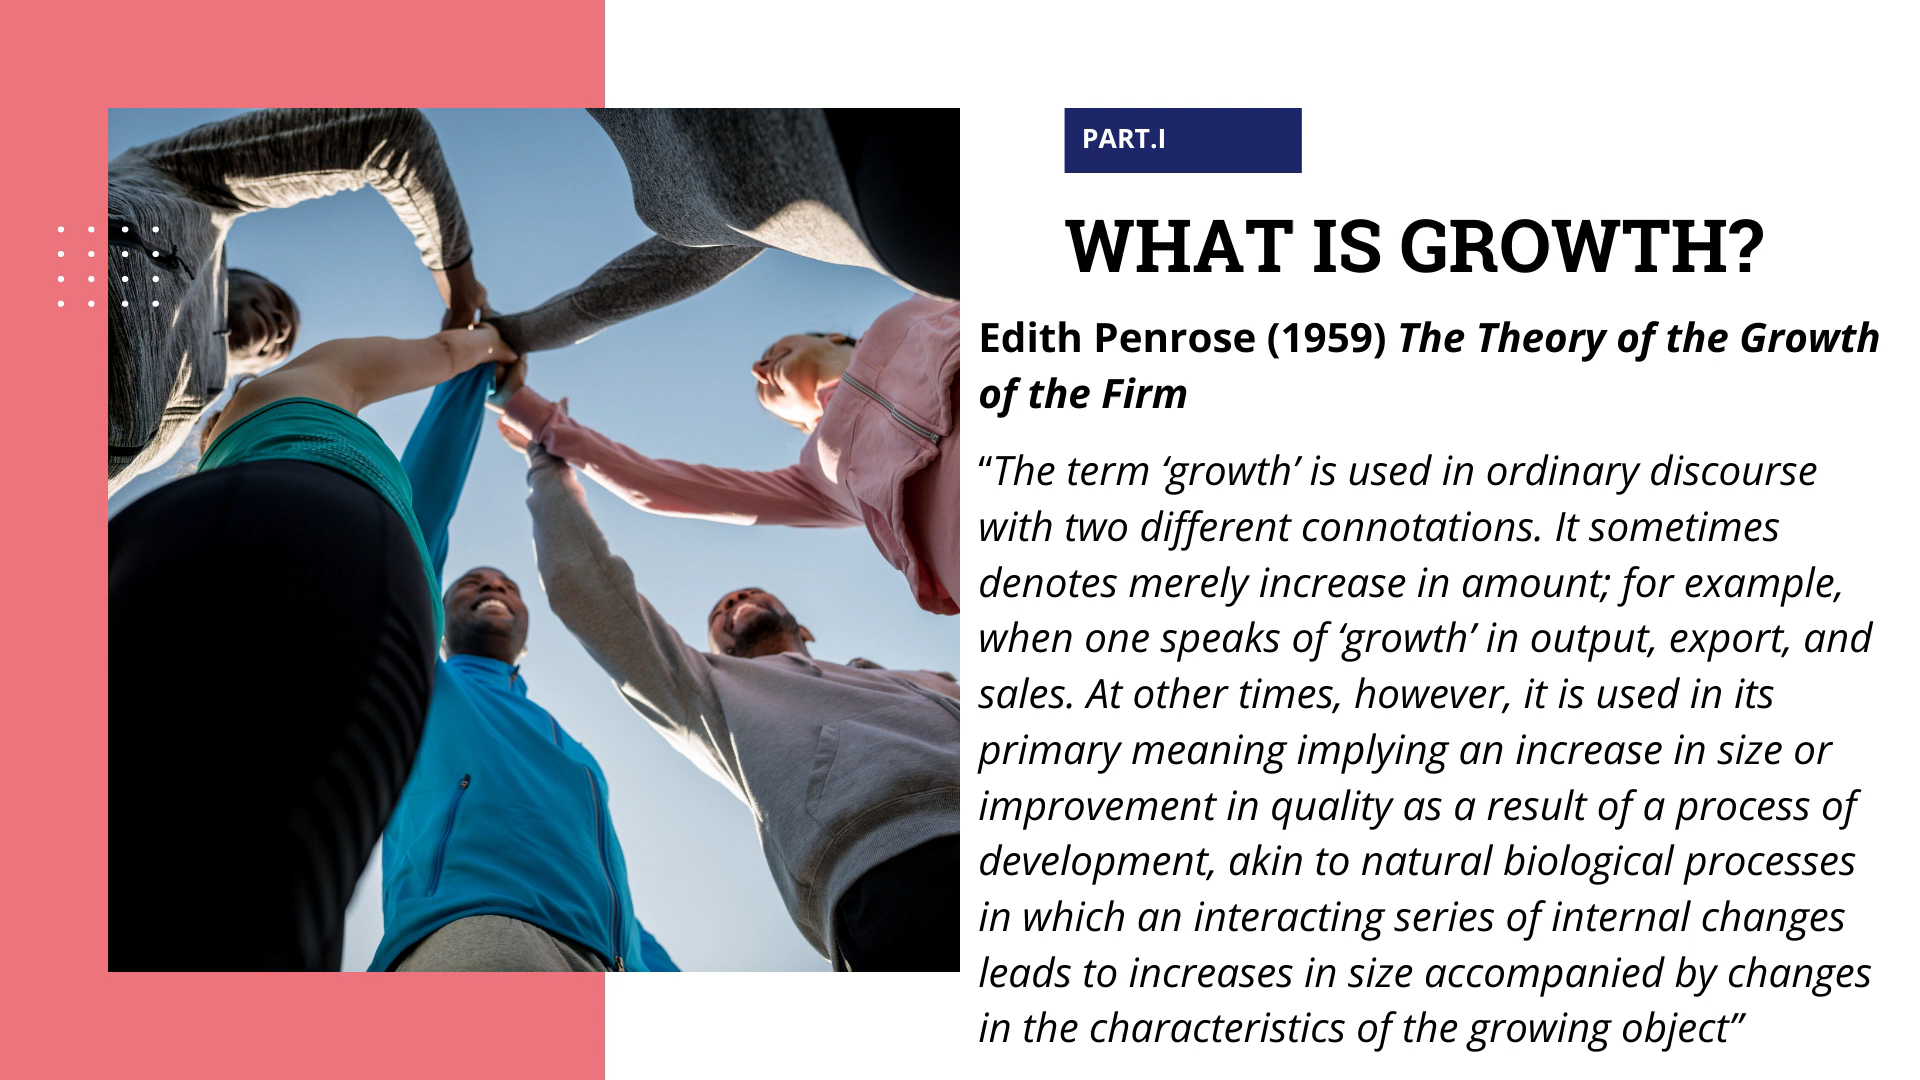 PART.I
WHAT IS GROWTH?
Edith Penrose (1959) The Theory of the Growth
of the Firm
“The term ‘growth’ is used in ordinary discourse
with two different connotations. It sometimes
denotes merely increase in amount; for example,
when one speaks of ‘growth’ in output, export, and
sales. At other times, however, it is used in its
primary meaning implying an increase in size or
improvement in quality as a result of a process of
development, akin to natural biological processes
in which an interacting series of internal changes
leads to increases in size accompanied by changes
in the characteristics of the growing object”